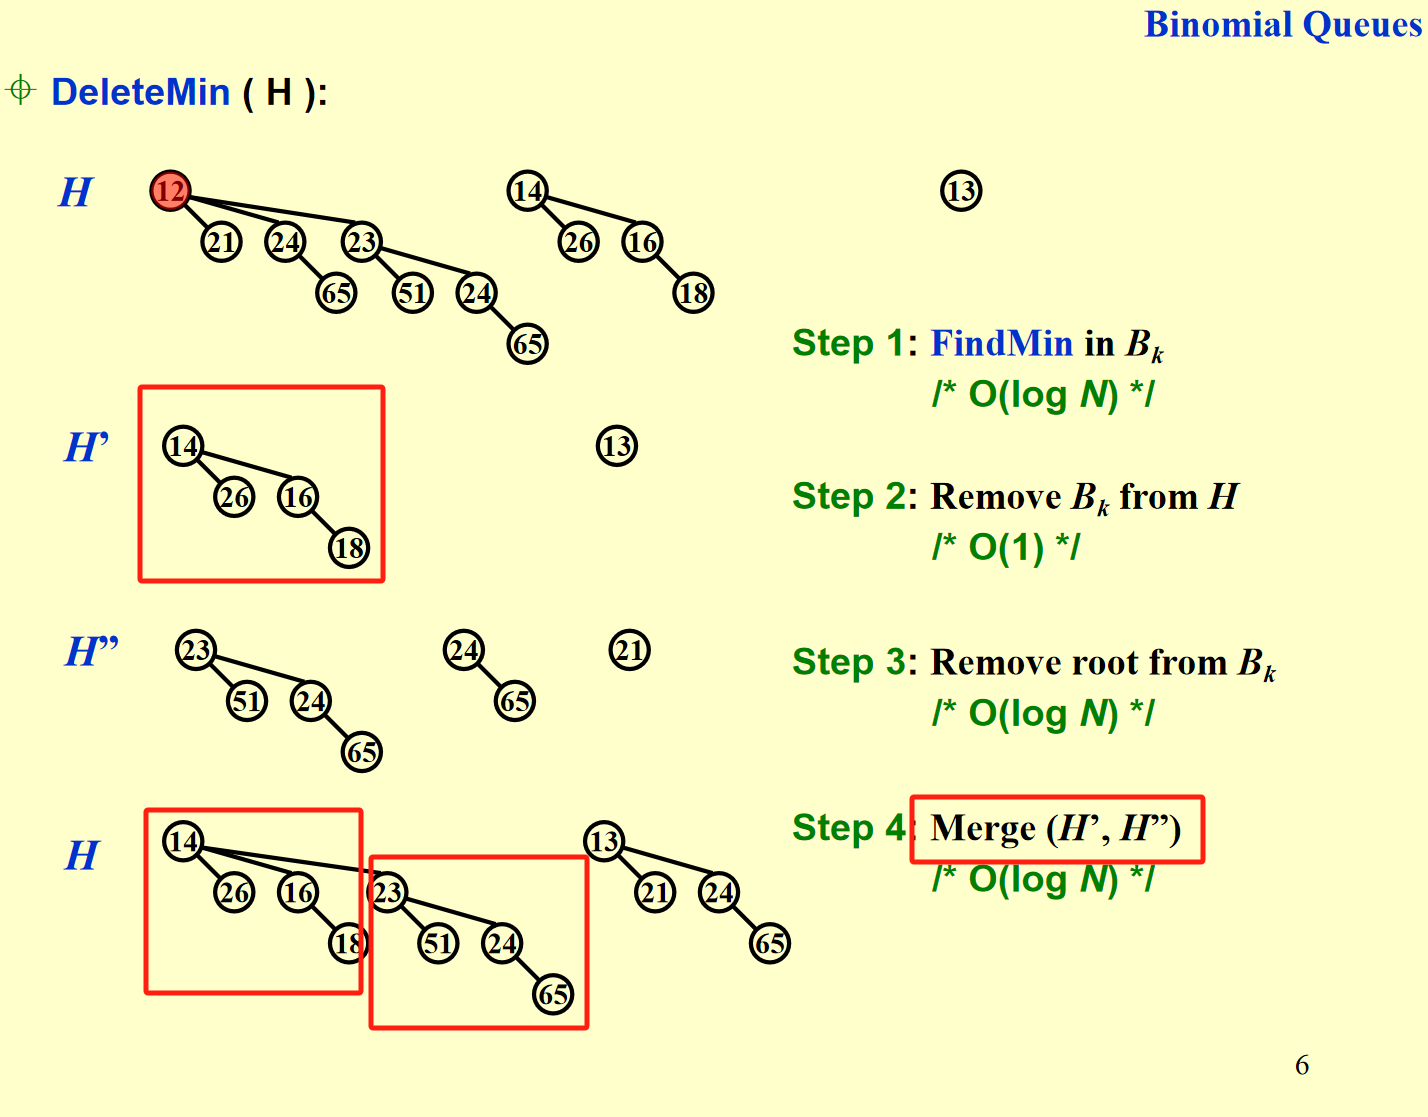 Binomial Queues
DeleteMin ( H ):
H
12
14
13
21
24
23
26
16
65
51
24
18
65
Step 1: FindMin in Bk
/* O(log N) */
H’
14
13
26
16
18
Step 2: Remove Bk from H
/* O(1) */
H”
23
24
21
51
24
65
65
Step 3: Remove root from Bk
/* O(log N) */
Step 4: Merge (H’, H”)
/* O(log N) */
H
14
13
26
16
23
21
24
18
51
24
65
65
6